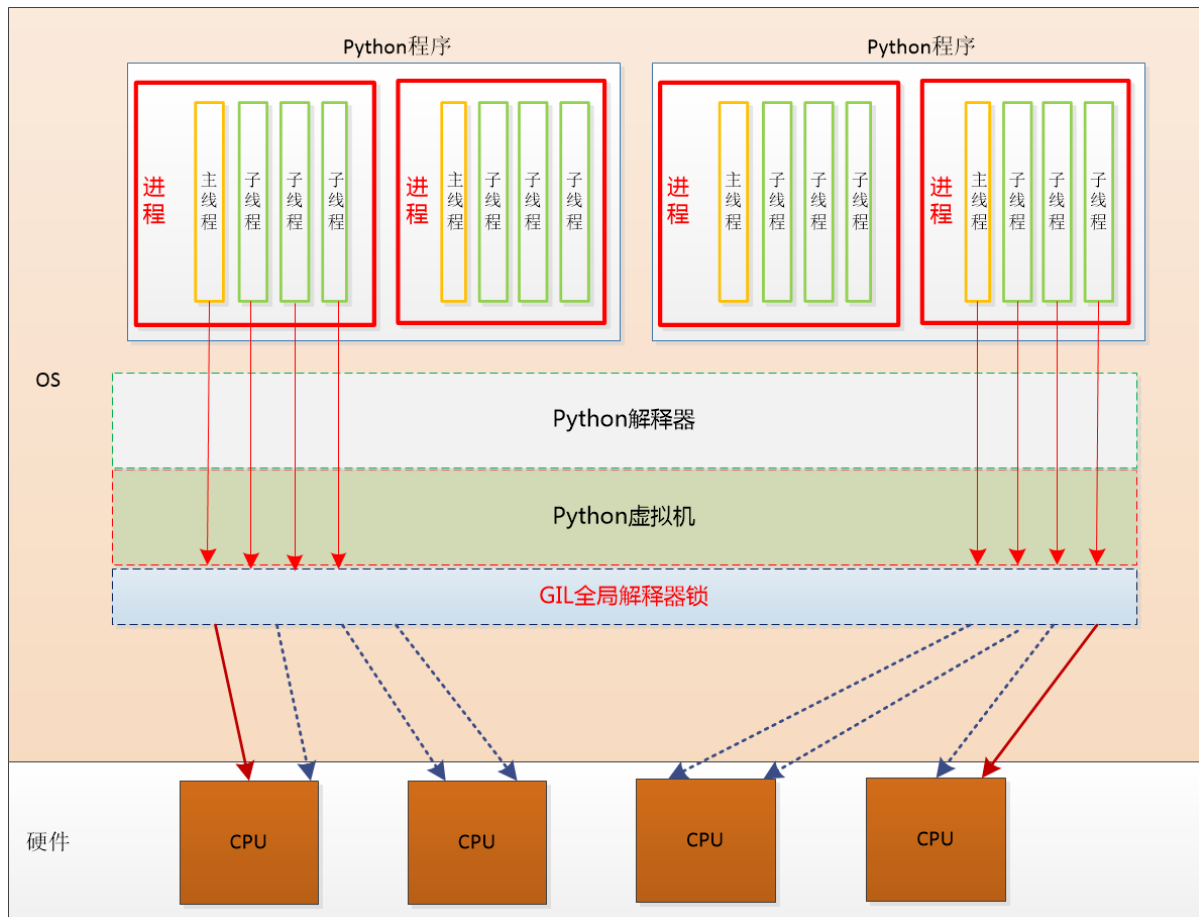 Python程序
Python程序
进程
主线程
子线程
子线程
子线程
进程
主线程
子线程
子线程
子线程
进程
主线程
子线程
子线程
子线程
进程
主线程
子线程
子线程
子线程
OS
Python解释器
Python虚拟机
GIL全局解释器锁
硬件
CPU
CPU
CPU
CPU